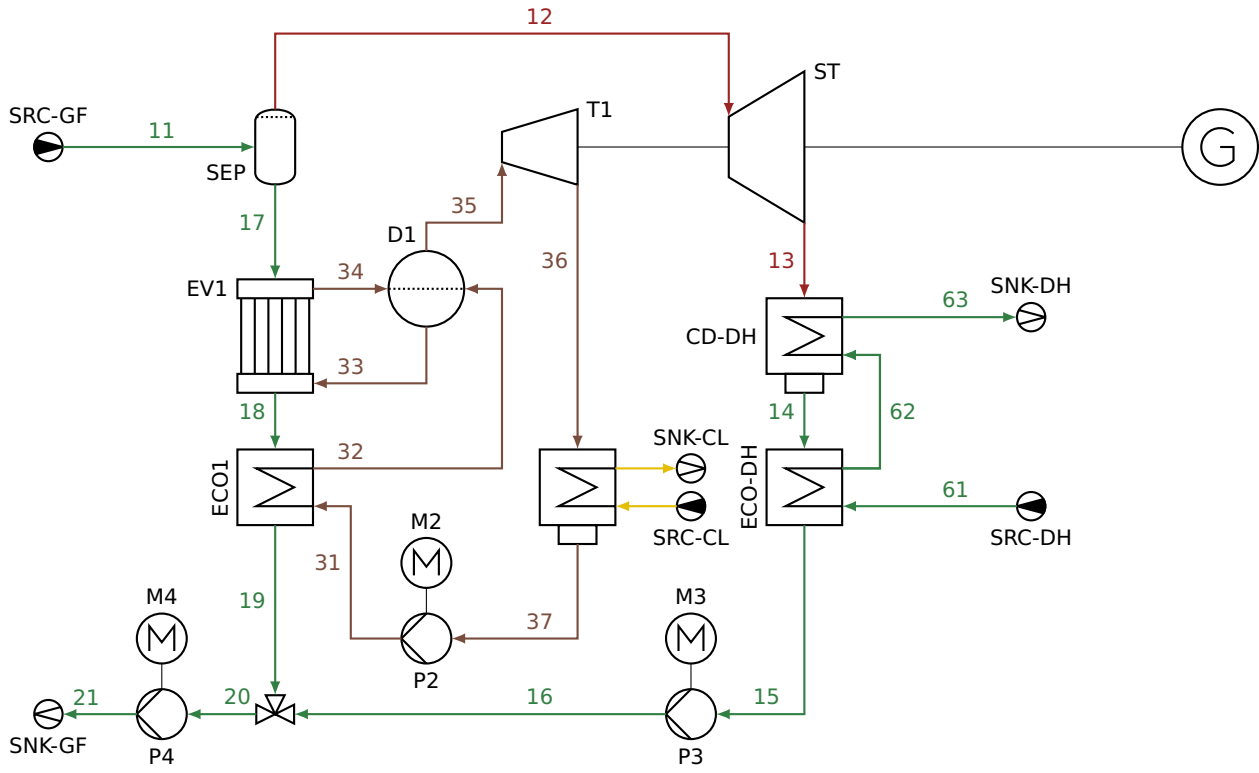 12
ST
SRC-GF
T1
11
G
SEP
35
17
D1
36
13
34
SNK-DH
EV1
63
CD-DH
33
18
14
62
SNK-CL
32
ECO1
ECO-DH
61
M2
SRC-CL
SRC-DH
31
19
M
M4
37
M3
M
M
P2
21
20
16
15
SNK-GF
P4
P3